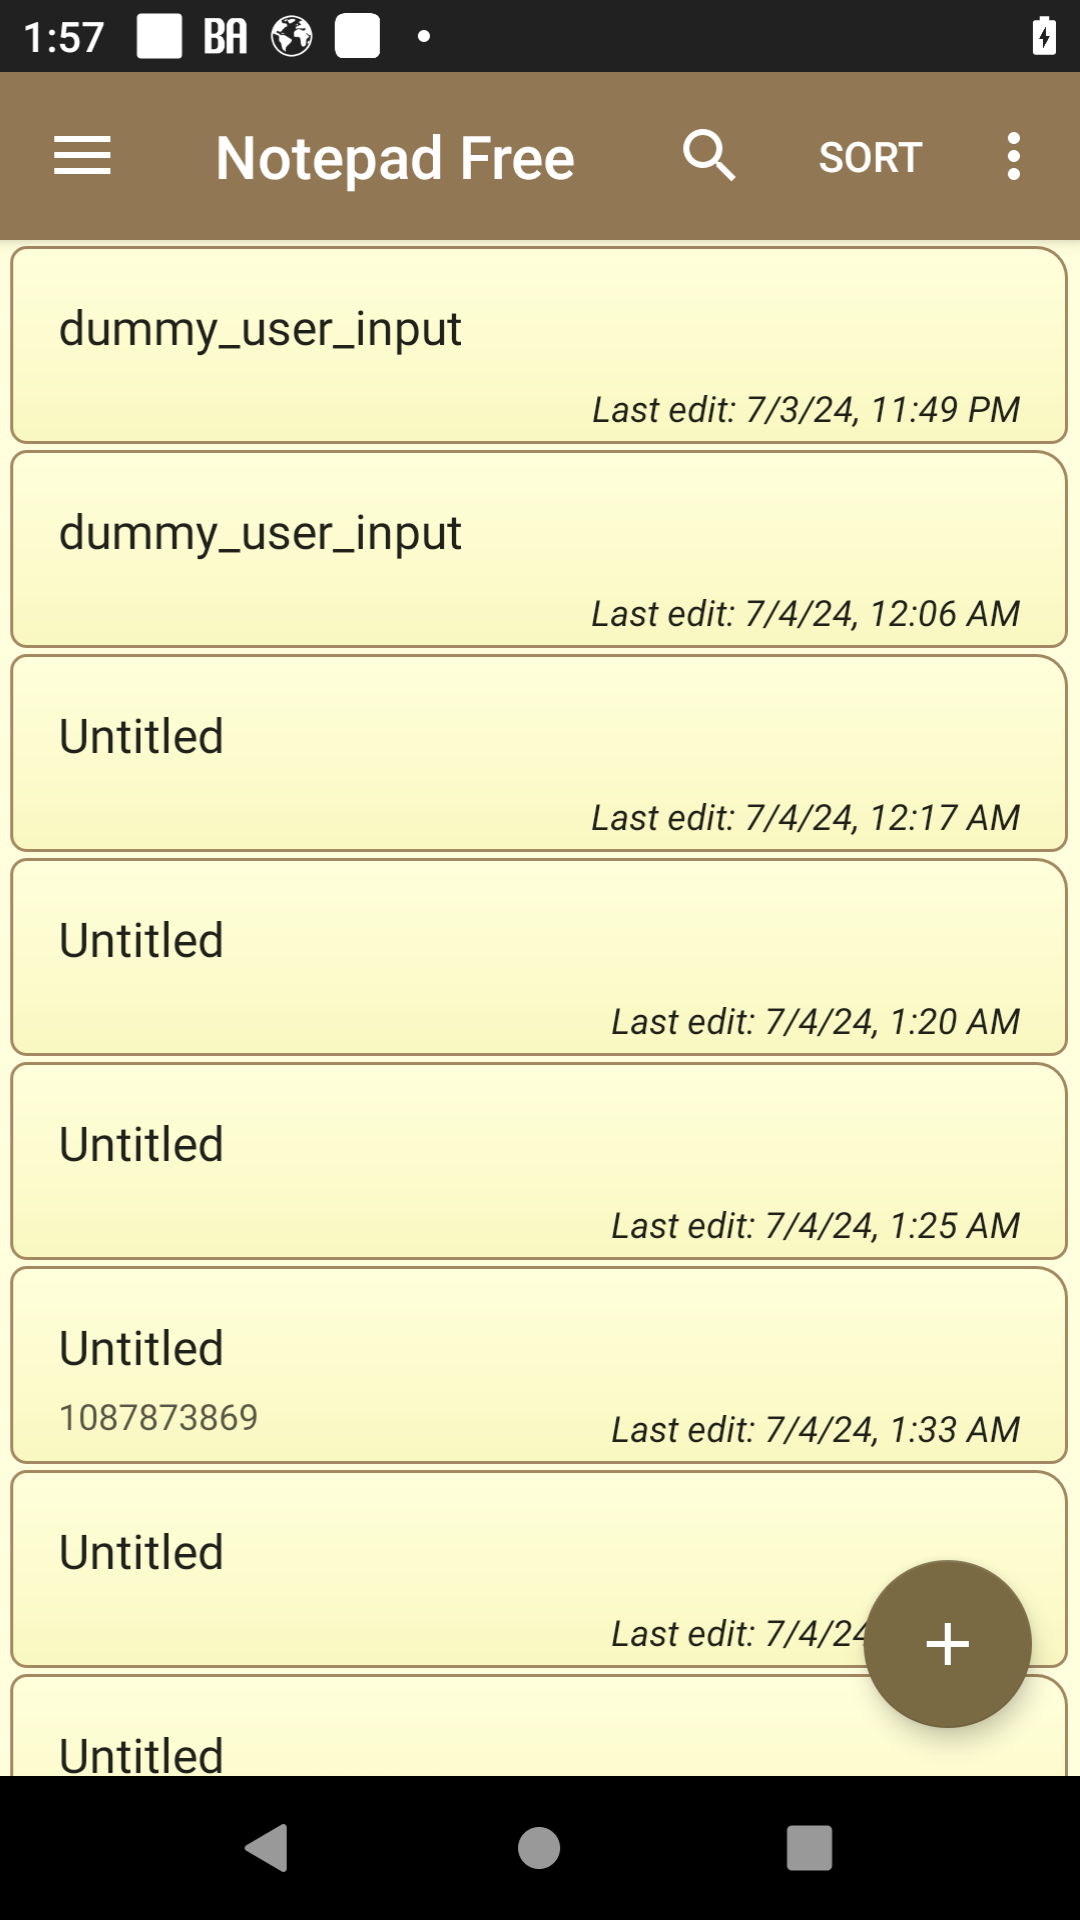 1:57 BA
Notepad Free SORT
dummy_user_input
Last edit: 7/3/24, 11:49 PM
dummy_user_input
Last edit: 7/4/24, 12:06 AM
Untitled
Last edit: 7/4/24, 12:17 AM
Untitled
Last edit: 7/4/24, 1:20 AM
Untitled
Last edit: 7/4/24, 1:25 AM
Untitled
1087873869
Last edit: 7/4/24, 1:33 AM
Untitled
Last edit: 7/4/24
Untitled